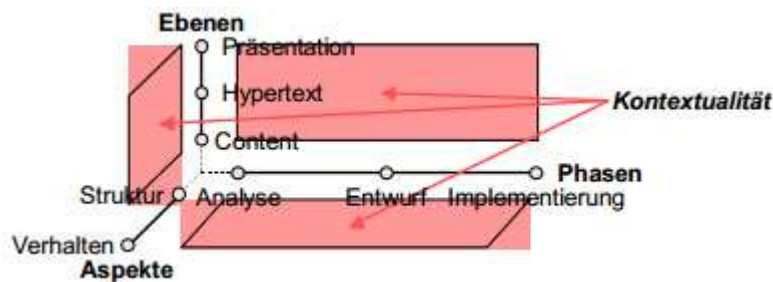 Ebenen
Präsentation
Hypertext
Kontextualität
Content
Phasen
Struktur Analyse Entwurf Implementierung
Verhalten
Aspekte